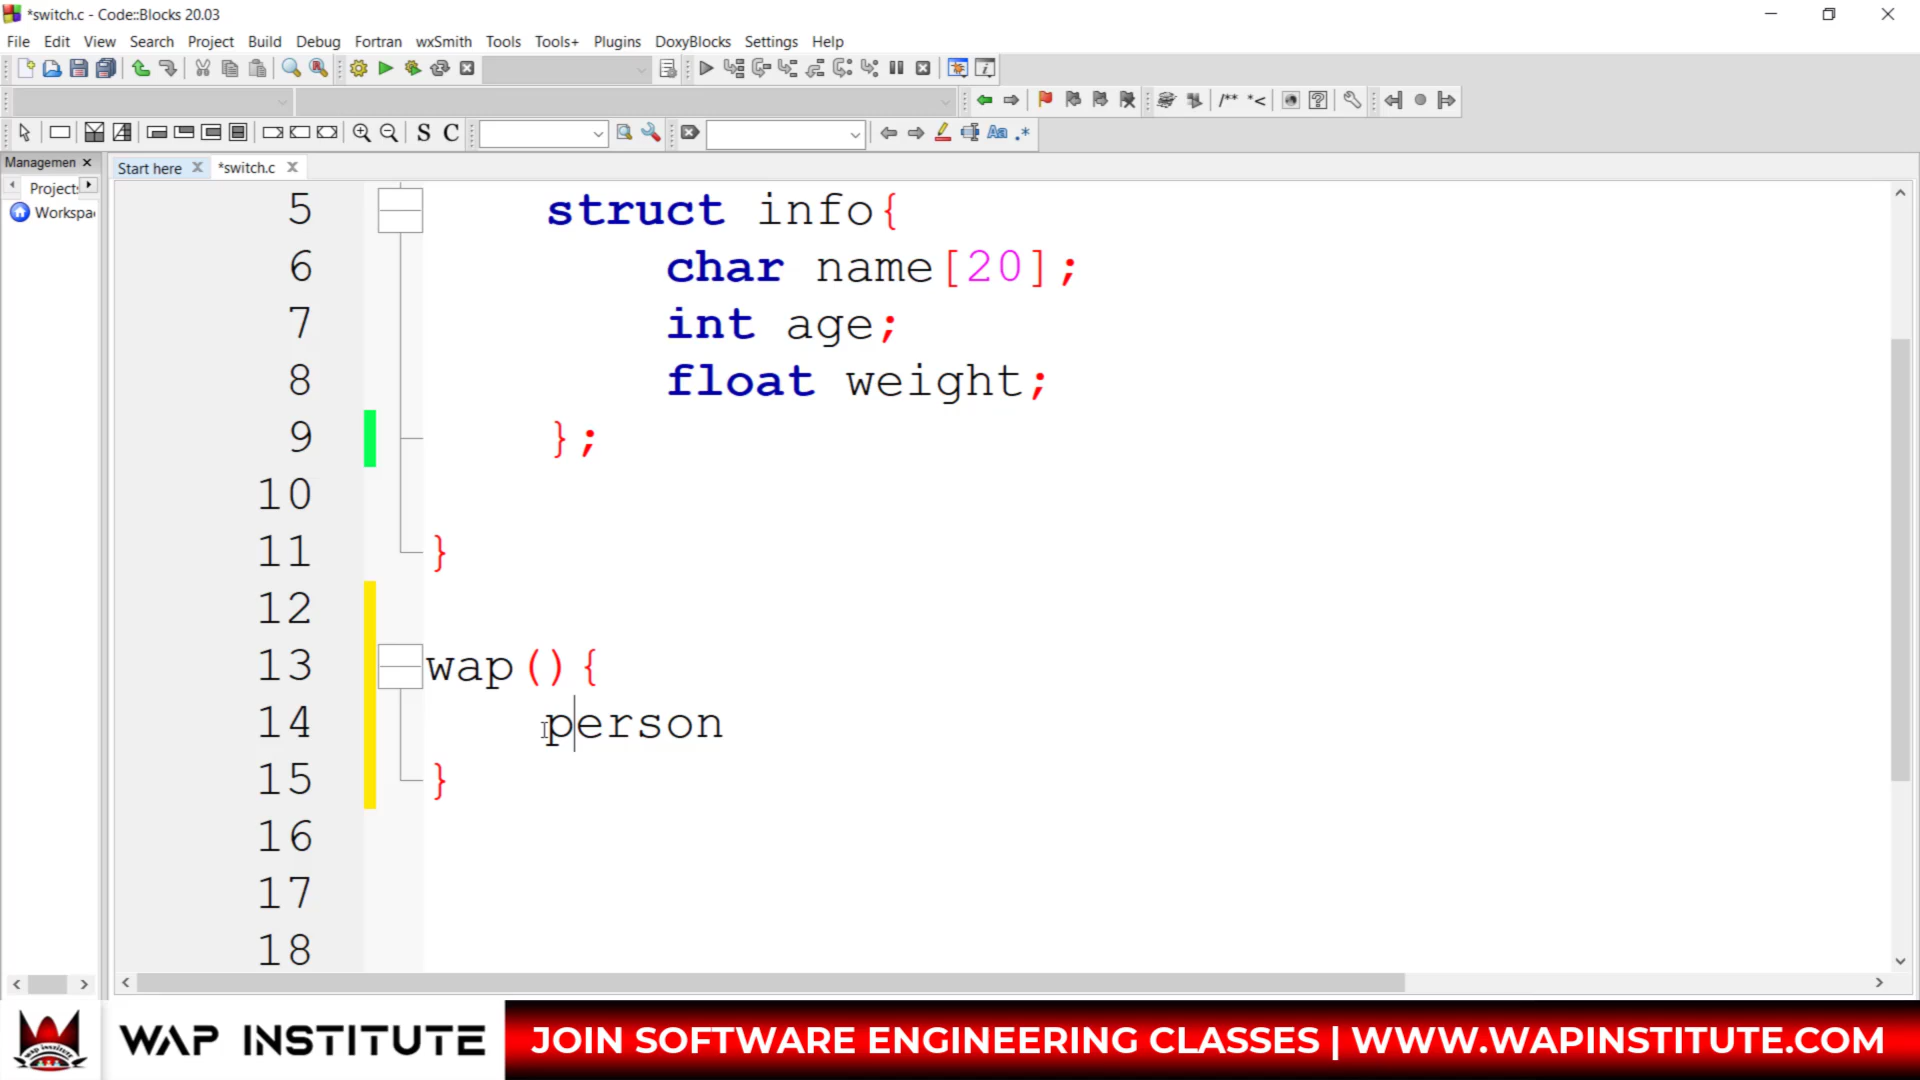 *switch.c - Code::Blocks 20.03
File Edit View Search Project Build Debug Fortran wxSmith Tools Tools+ Plugins DoxyBlocks Settings Help
/** *<
S C Aa .*
Managemen
Start here *switch.c
Projects
Workspa
5 struct info{
6 char name[20];
7 int age;
8 float weight;
9 };
10
11 }
12
13 wap(){
14 person
15 }
16
17
18
WAP INSTITUTE
JOIN SOFTWARE ENGINEERING CLASSES | WWW.WAPINSTITUTE.COM